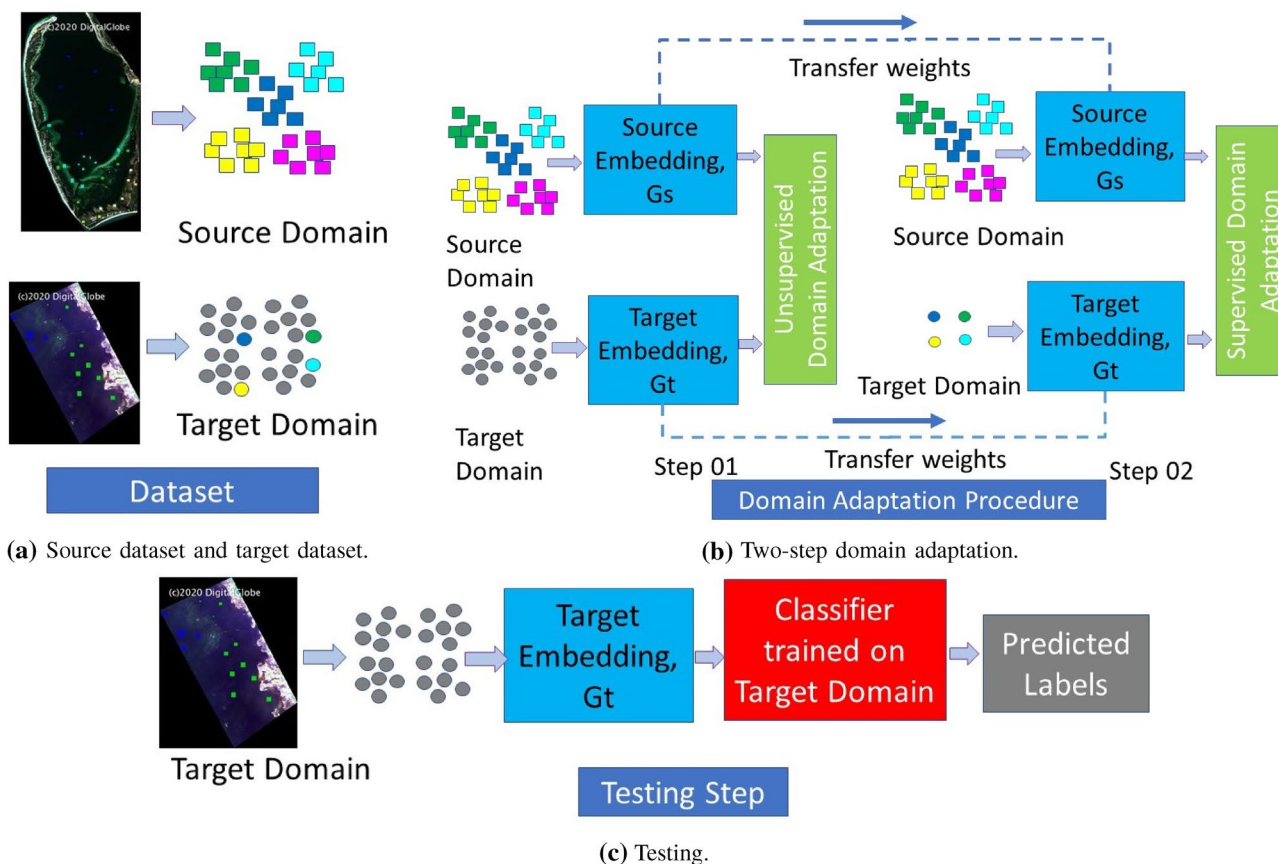 (c)2020 DigitalGlobe
Source Domain
(c)2020 DigitalGlobe
Target Domain
Dataset
(a) Source dataset and target dataset.
Transfer weights
Source
Embedding,
Gs
Source
Domain
Unsupervised
Domain Adaptation
Target
Embedding,
Gt
Target
Domain
Step 01
Source
Embedding,
Gs
Source Domain
Supervised Domain
Adaptation
Target
Embedding,
Gt
Target Domain
Transfer weights
Step 02
Domain Adaptation Procedure
(b) Two-step domain adaptation.
(c)2020 DigitalGlobe
Target Domain
Target
Embedding,
Gt
Classifier
trained on
Target Domain
Predicted
Labels
Testing Step
(c) Testing.